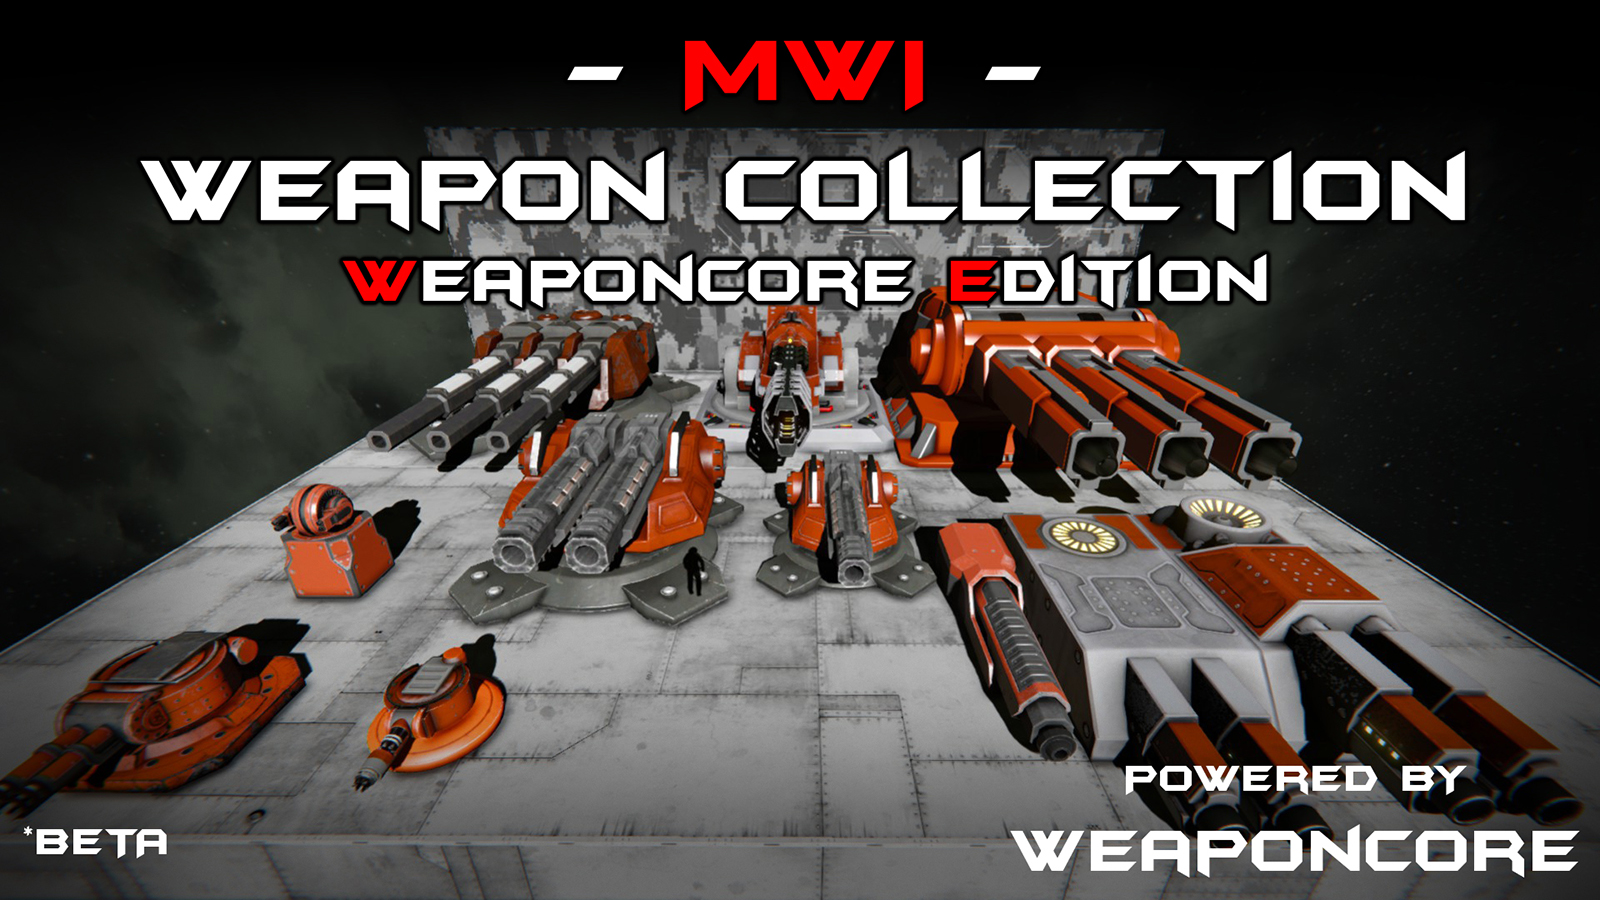 - MWI -
WEAPON COLLECTION
WEAPONCORE EDITION
POWERED BY
*BETA
WEAPONCORE